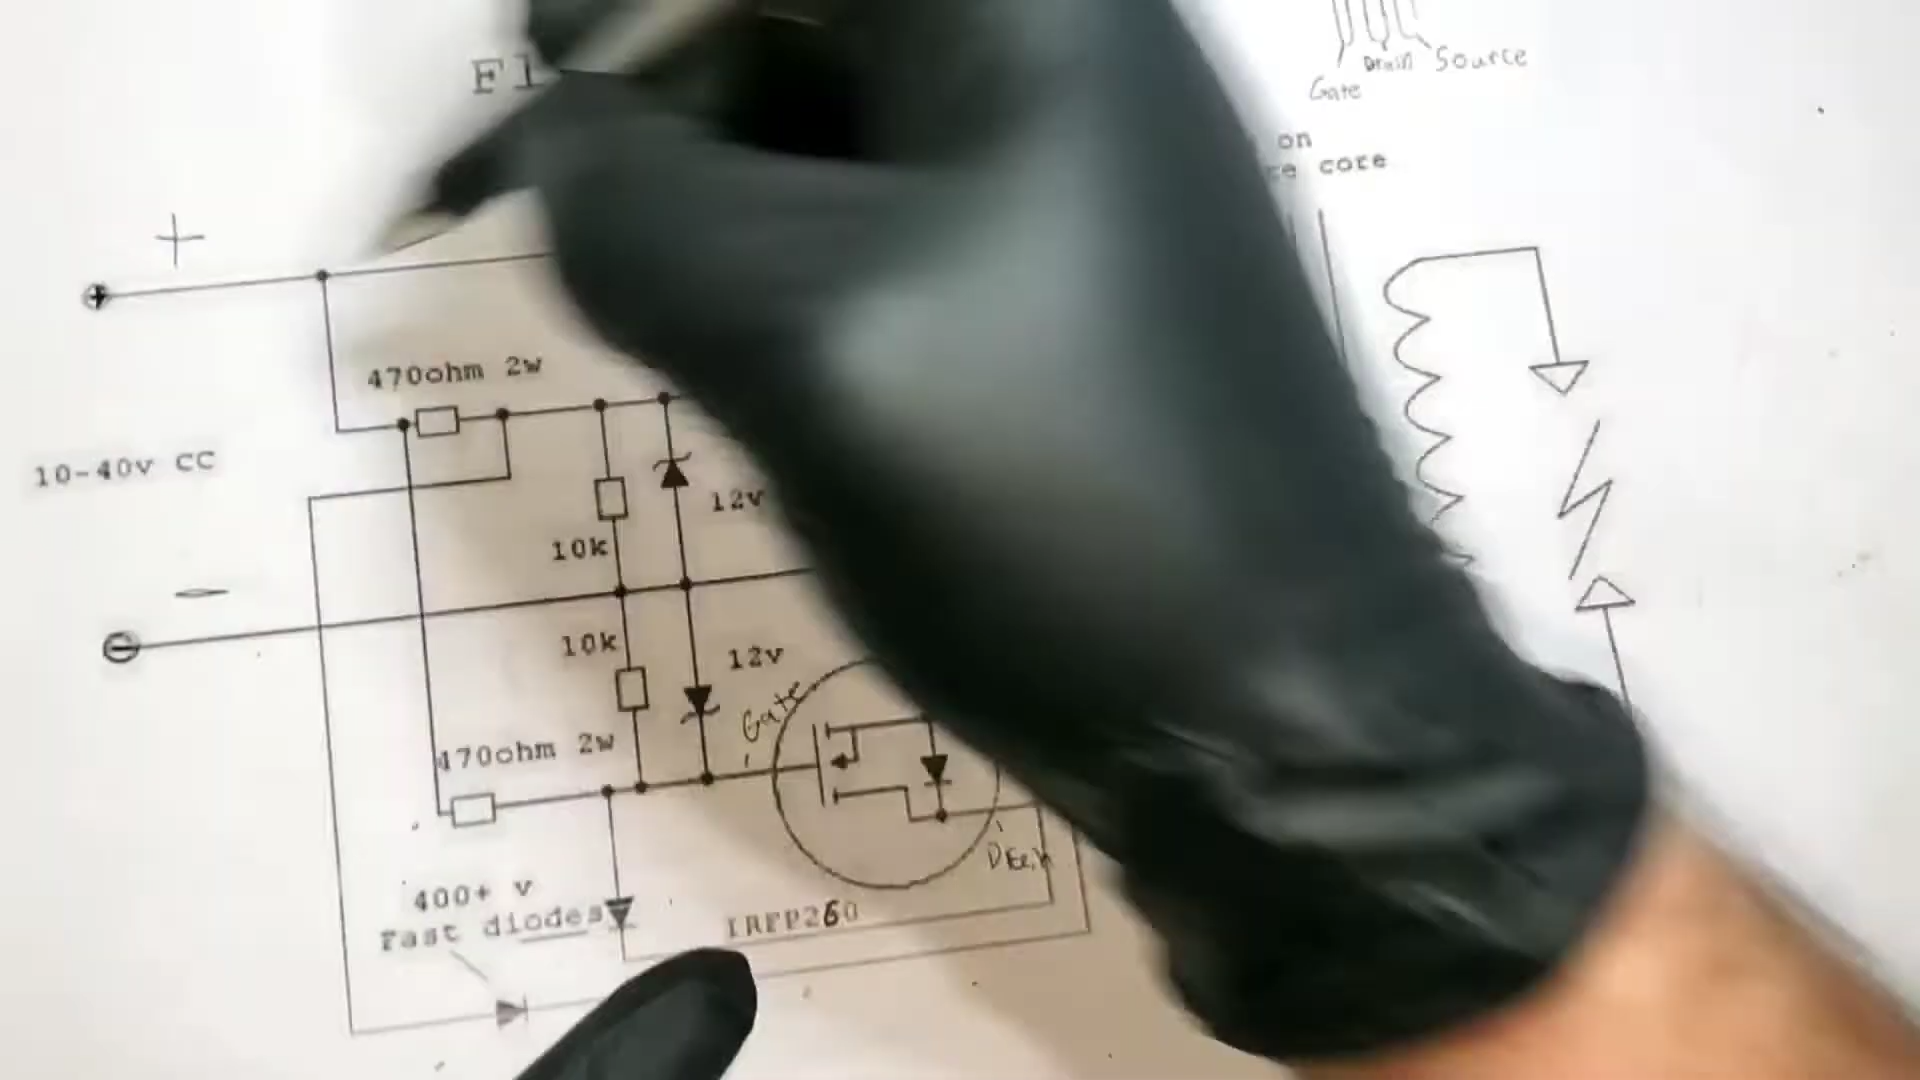 Drain Source
Gate
on
core
+
470ohm 2w
10-40v CC
12v
10k
10k
12v
Gate
470ohm 2w
400+ v
Fast diodes
IRFP260